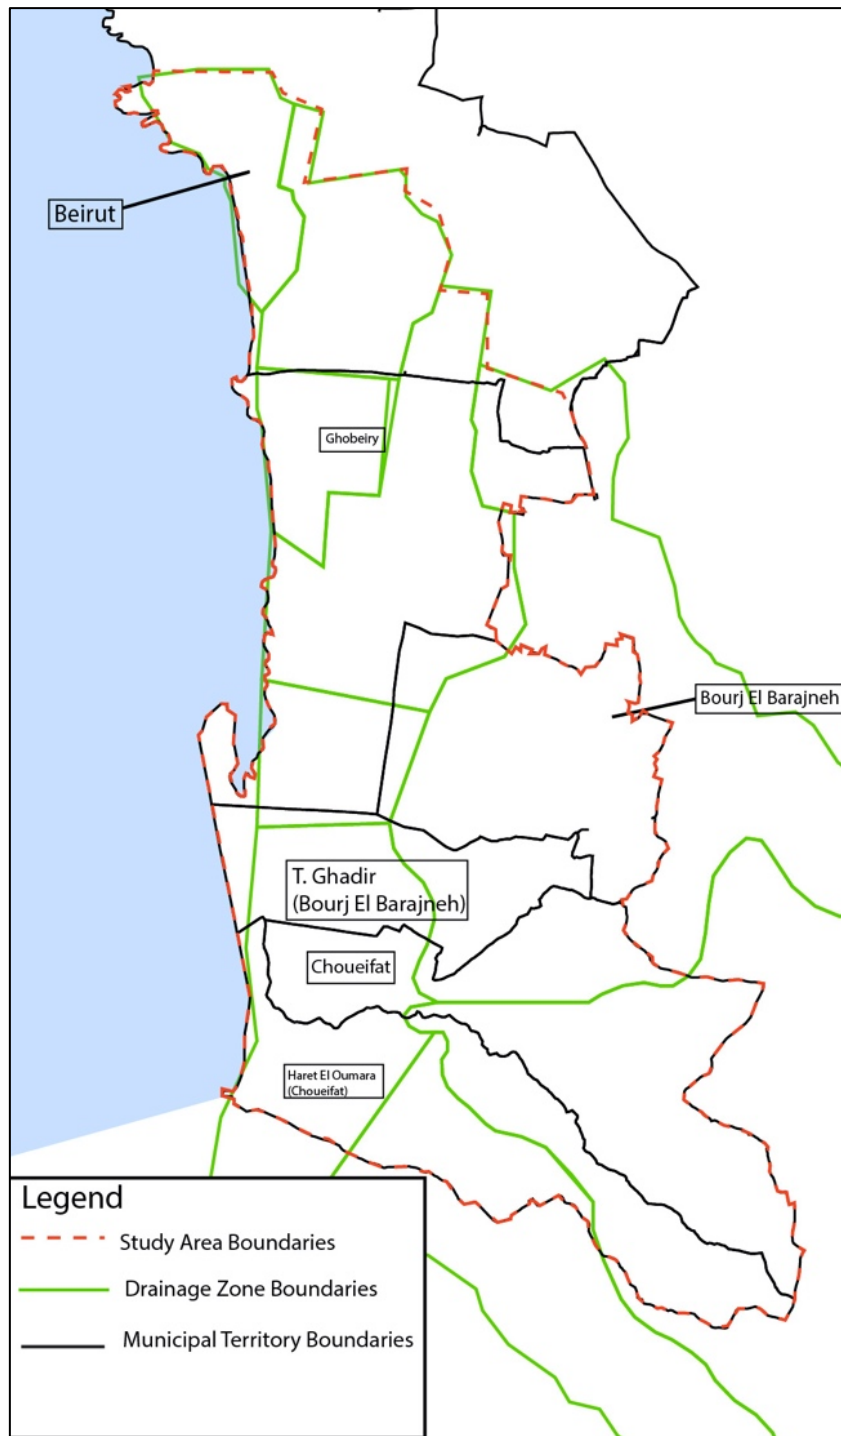 Beirut
Ghobeiry
Bourj El Barajneh
T. Ghadir
(Bourj El Barajneh)
Choueifat
Haret El Oumara
(Choueifat)
Legend
Study Area Boundaries
Drainage Zone Boundaries
Municipal Territory Boundaries